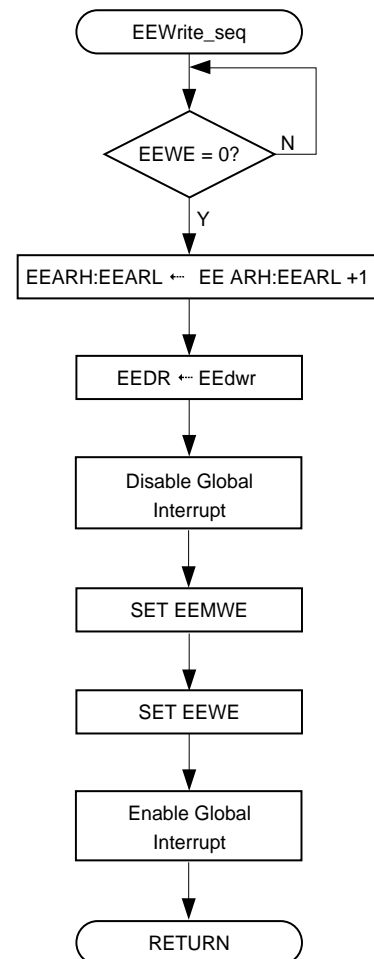 EEWrite_seq
EEWE = 0?
N
Y
EEARH:EEARL ← EE ARH:EEARL +1
EEDR ← EEdwr
Disable Global
Interrupt
SET EEMWE
SET EEWE
Enable Global
Interrupt
RETURN